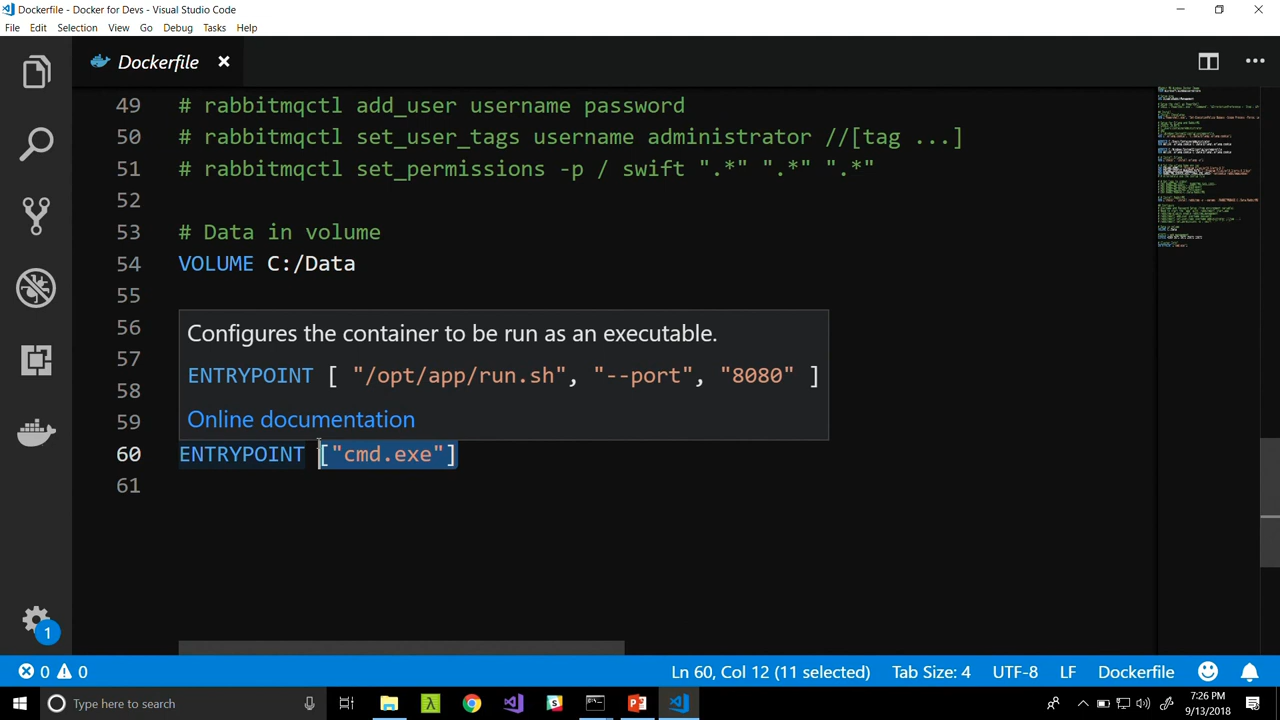 Dockerfile - Docker for Devs - Visual Studio Code
File Edit Selection View Go Debug Tasks Help
Dockerfile
49 # rabbitmqctl add_user username password
50 # rabbitmqctl set_user_tags username administrator //[tag ...]
51 # rabbitmqctl set_permissions -p / swift ".*" ".*" ".*"
52
53 # Data in volume
54 VOLUME C:/Data
55
56
57
58
59
Configures the container to be run as an executable.
ENTRYPOINT [ "/opt/app/run.sh", "--port", "8080" ]
Online documentation
60 ENTRYPOINT ["cmd.exe"]
61
1
0 0 Ln 60, Col 12 (11 selected) Tab Size: 4 UTF-8 LF Dockerfile
Type here to search
7:26 PM
9/13/2018